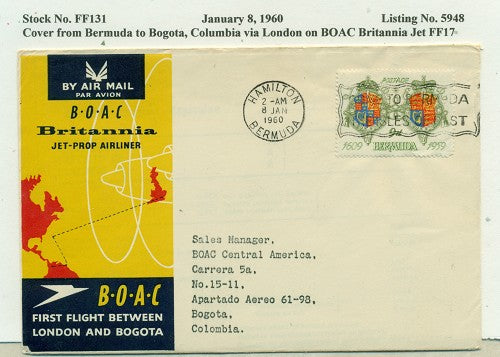 Stock No. FF131 January 8, 1960 Listing No. 5948
Cover from Bermuda to Bogota, Columbia via London on BOAC Britannia Jet FF17
BY AIR MAIL
PAR AVION
B·O·A·C
Britannia
JET-PROP AIRLINER
B·O·A·C
FIRST FLIGHT BETWEEN
LONDON AND BOGOTA
HAMILTON
2-AM
8 JAN
1960
BERMUDA
POSTAGE
9d
1609 BERMUDA 1959
Sales Manager,
BOAC Central America,
Carrera 5a,
No.15-11,
Apartado Aereo 61-98,
Bogota,
Colombia.